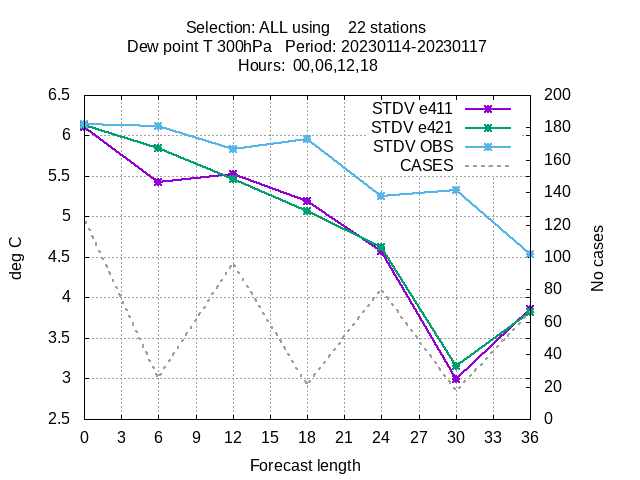 Selection: ALL using    22 stations
Dew point T 300hPa   Period: 20230114-20230117
Hours:  00,06,12,18
6.5
6
5.5
5
4.5
4
3.5
3
2.5
deg C
STDV e411
STDV e421
STDV OBS
CASES
200
180
160
140
120
100
80
60
40
20
0
No cases
0 3 6 9 12 15 18 21 24 27 30 33 36
Forecast length